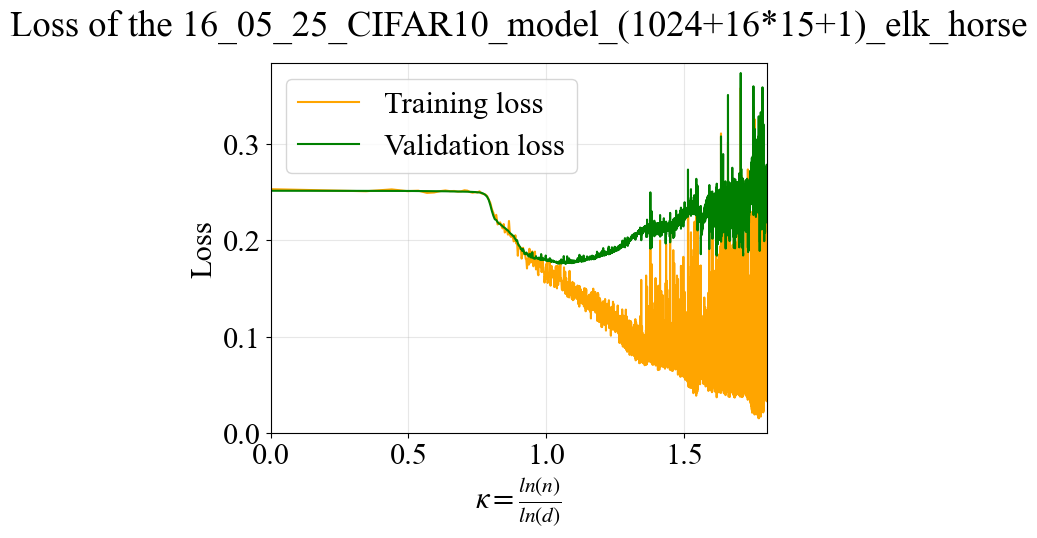 Loss of the 16_05_25_CIFAR10_model_(1024+16*15+1)_elk_horse
Training loss
Validation loss
Loss
0.3
0.2
0.1
0.0
0.0 0.5 1.0 1.5
κ = ln(n) / ln(d)